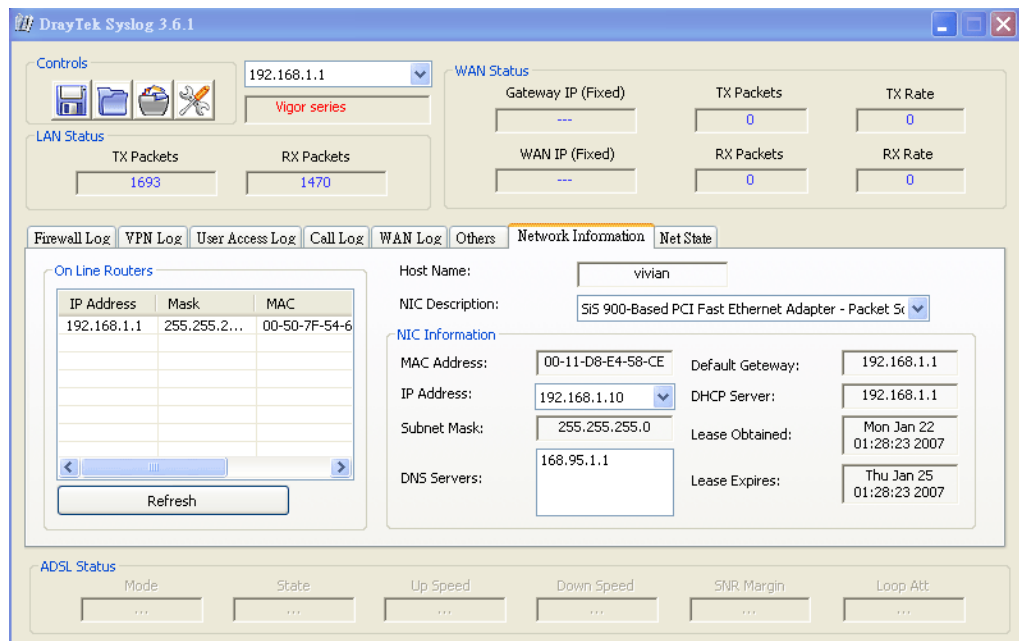 DrayTek Syslog 3.6.1
Controls
192.168.1.1
Vigor series
WAN Status
Gateway IP (Fixed)
TX Packets
TX Rate
---
0
0
WAN IP (Fixed)
RX Packets
RX Rate
---
0
0
LAN Status
TX Packets
RX Packets
1693
1470
Firewall Log
VPN Log
User Access Log
Call Log
WAN Log
Others
Network Information
Net State
On Line Routers
IP Address
Mask
MAC
192.168.1.1
255.255.2...
00-50-7F-54-6
Refresh
Host Name:
vivian
NIC Description:
SiS 900-Based PCI Fast Ethernet Adapter - Packet Sc
NIC Information
MAC Address:
00-11-D8-E4-58-CE
Default Geteway:
192.168.1.1
IP Address:
192.168.1.10
DHCP Server:
192.168.1.1
Subnet Mask:
255.255.255.0
Lease Obtained:
Mon Jan 22
01:28:23 2007
DNS Servers:
168.95.1.1
Lease Expires:
Thu Jan 25
01:28:23 2007
ADSL Status
Mode
State
Up Speed
Down Speed
SNR Margin
Loop Att
...
...
...
...
...
...